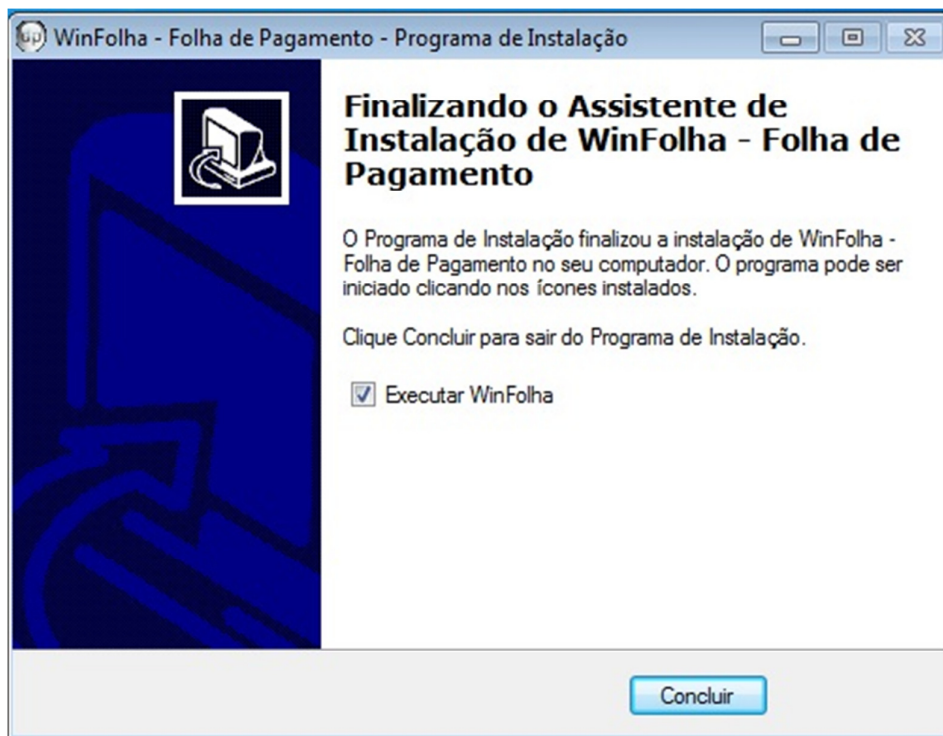 WinFolha - Folha de Pagamento - Programa de Instalação
Finalizando o Assistente de
Instalação de WinFolha - Folha de
Pagamento
O Programa de Instalação finalizou a instalação de WinFolha -
Folha de Pagamento no seu computador. O programa pode ser
iniciado clicando nos ícones instalados.
Clique Concluir para sair do Programa de Instalação.
Executar WinFolha
Concluir